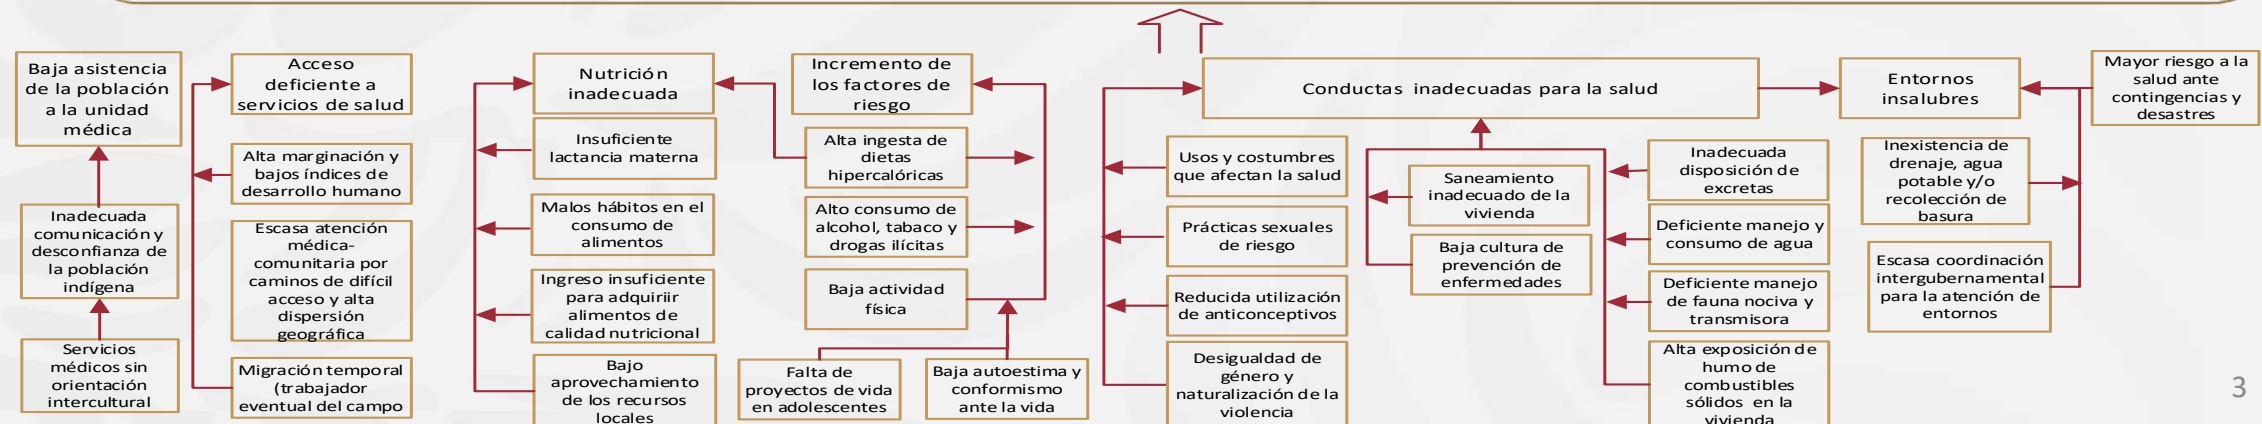 Baja asistencia
de la población
a la unidad
médica
Inadecuada
comunicación y
desconfianza de
la población
indígena
Servicios
médicos sin
orientación
intercultural
Acceso
deficiente a
servicios de salud
Alta marginación y
bajos índices de
desarrollo humano
Escasa atención
médica-
comunitaria por
caminos de difícil
acceso y alta
dispersión
geográfica
Migración temporal
(trabajador
eventual del campo
Nutrición
inadecuada
Insuficiente
lactancia materna
Malos hábitos en el
consumo de
alimentos
Ingreso insuficiente
para adquiriir
alimentos de
calidad nutricional
Bajo
aprovechamiento
de los recursos
locales
Incremento de
los factores de
riesgo
Alta ingesta de
dietas
hipercalóricas
Alto consumo de
alcohol, tabaco y
drogas ilícitas
Baja actividad
física
Falta de
proyectos de vida
en adolescentes
Baja autoestima y
conformismo
ante la vida
Conductas inadecuadas para la salud
Usos y costumbres
que afectan la salud
Prácticas sexuales
de riesgo
Reducida utilización
de anticonceptivos
Desigualdad de
género y
naturalización de la
violencia
Saneamiento
inadecuado de la
vivienda
Baja cultura de
prevención de
enfermedades
Inadecuada
disposición de
excretas
Deficiente manejo y
consumo de agua
Deficiente manejo
de fauna nociva y
transmisora
Alta exposición de
humo de
combustibles
sólidos en la
vivienda
Entornos
insalubres
Inexistencia de
drenaje, agua
potable y/o
recolección de
basura
Escasa coordinación
intergubernamental
para la atención de
entornos
Mayor riesgo a la
salud ante
contingencias y
desastres
3